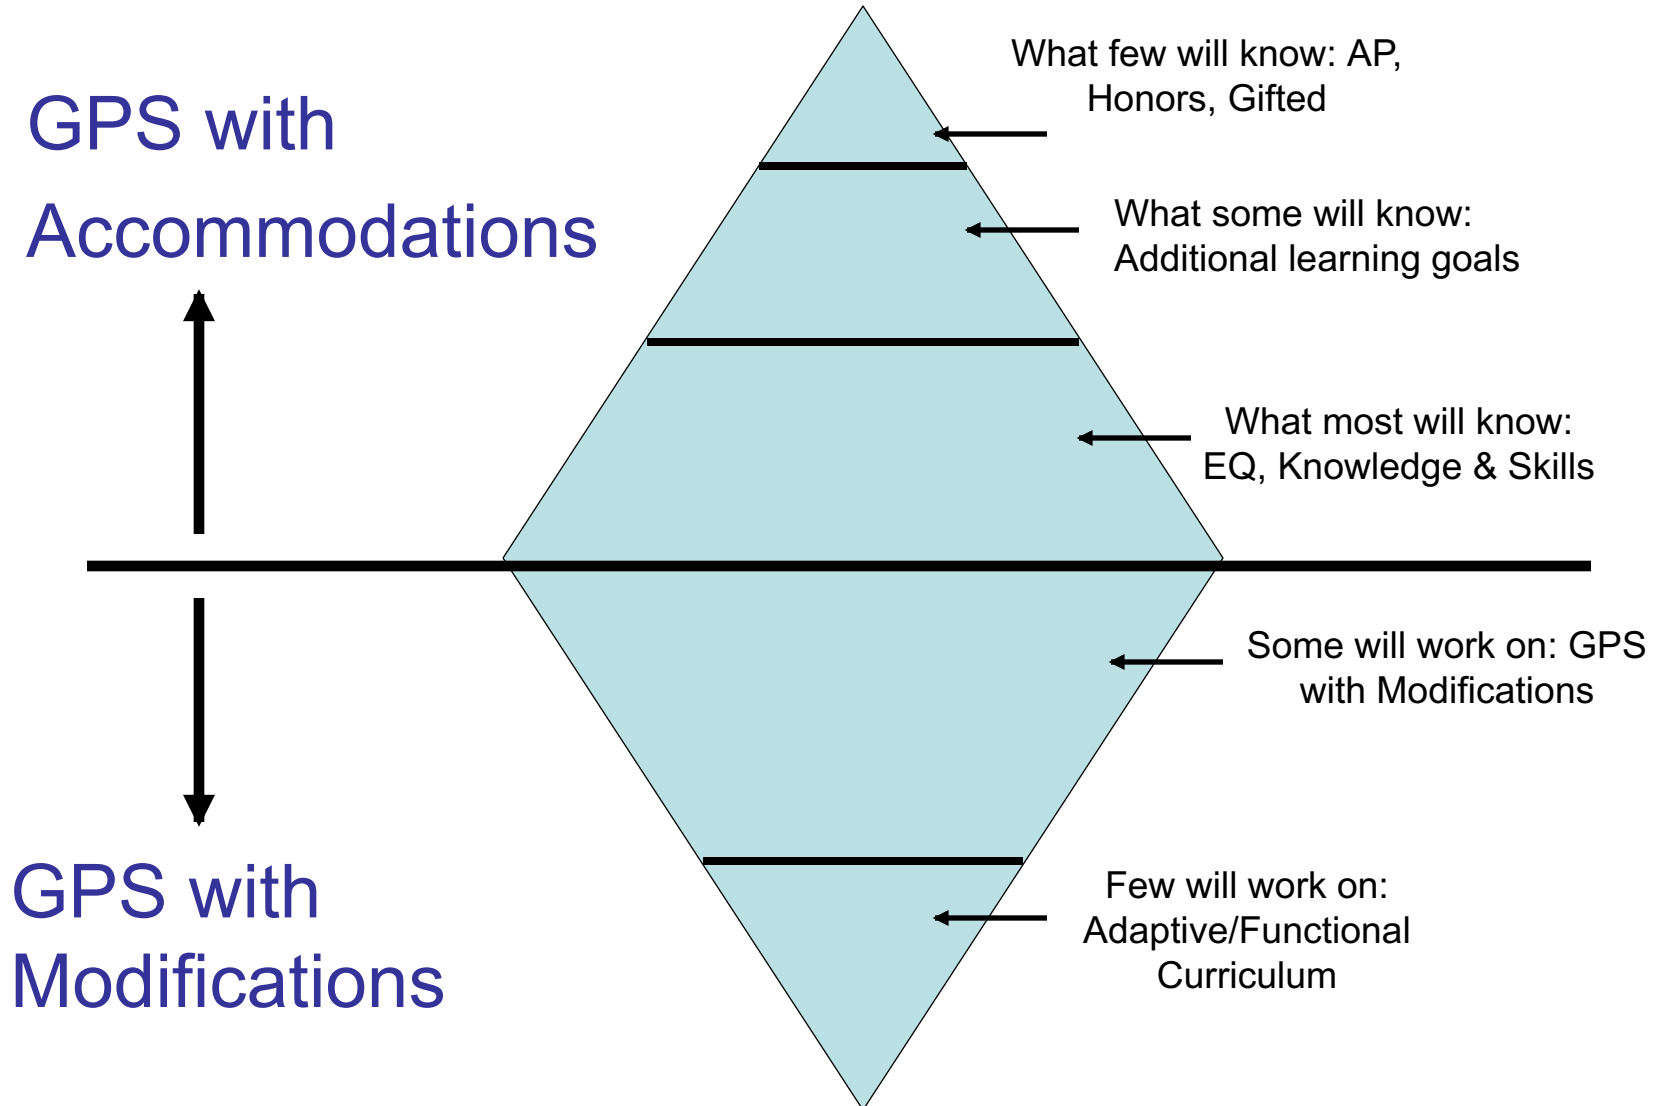 GPS with
Accommodations
What few will know: AP,
Honors, Gifted
What some will know:
Additional learning goals
What most will know:
EQ, Knowledge & Skills
Some will work on: GPS
with Modifications
GPS with
Modifications
Few will work on:
Adaptive/Functional
Curriculum